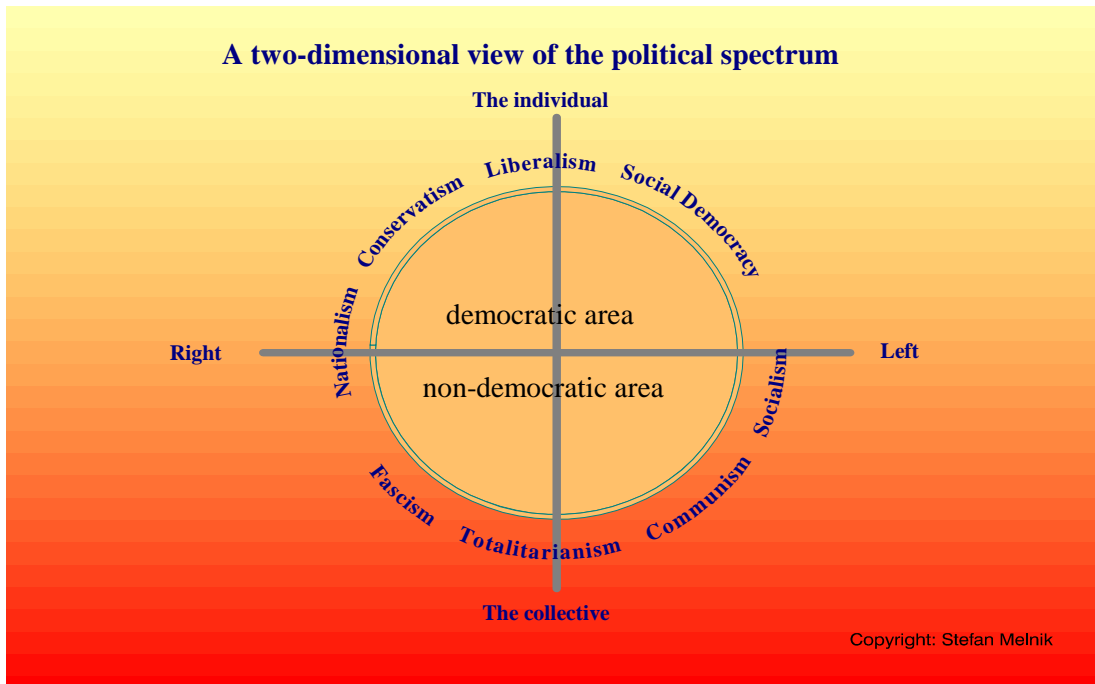 A two-dimensional view of the political spectrum
The individual
Liberalism
Conservatism
Social Democracy
Nationalism
democratic area
Right
Left
non-democratic area
Socialism
Fascism
Totalitarianism
Communism
The collective
Copyright: Stefan Melnik